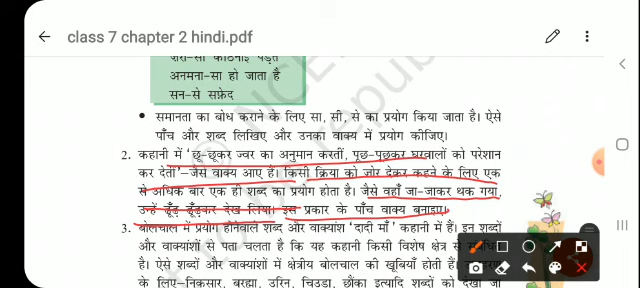 class 7 chapter 2 hindi.pdf
ज़रा-सी कठिनाई पड़ते
अनमना-सा हो जाता है
सन-से सफ़ेद
• समानता का बोध कराने के लिए सा, सी, से का प्रयोग किया जाता है। ऐसे
पाँच और शब्द लिखिए और उनका वाक्य में प्रयोग कीजिए।
2. कहानी में 'छू-छूकर ज्वर का अनुमान करतीं, पूछ-पूछकर घरवालों को परेशान
कर देतीं'-जैसे वाक्य आए हैं। किसी क्रिया को ज़ोर देकर कहने के लिए एक
से अधिक बार एक ही शब्द का प्रयोग होता है। जैसे वहाँ जा-जाकर थक गया,
उन्हें ढूँढ़-ढूँढ़कर देख लिया। इस प्रकार के पाँच वाक्य बनाइए।
3. बोलचाल में प्रयोग होनेवाले शब्द और वाक्यांश 'दादी माँ' कहानी में हैं। इन शब्दों
और वाक्यांशों से पता चलता है कि यह कहानी किसी विशेष क्षेत्र से संबंधित
है। ऐसे शब्दों और वाक्यांशों में क्षेत्रीय बोलचाल की खूबियाँ होती हैं।
के लिए-निकसार, बरह्मा, उरिन, चिउड़ा, छौंका इत्यादि शब्दों को देखा जा